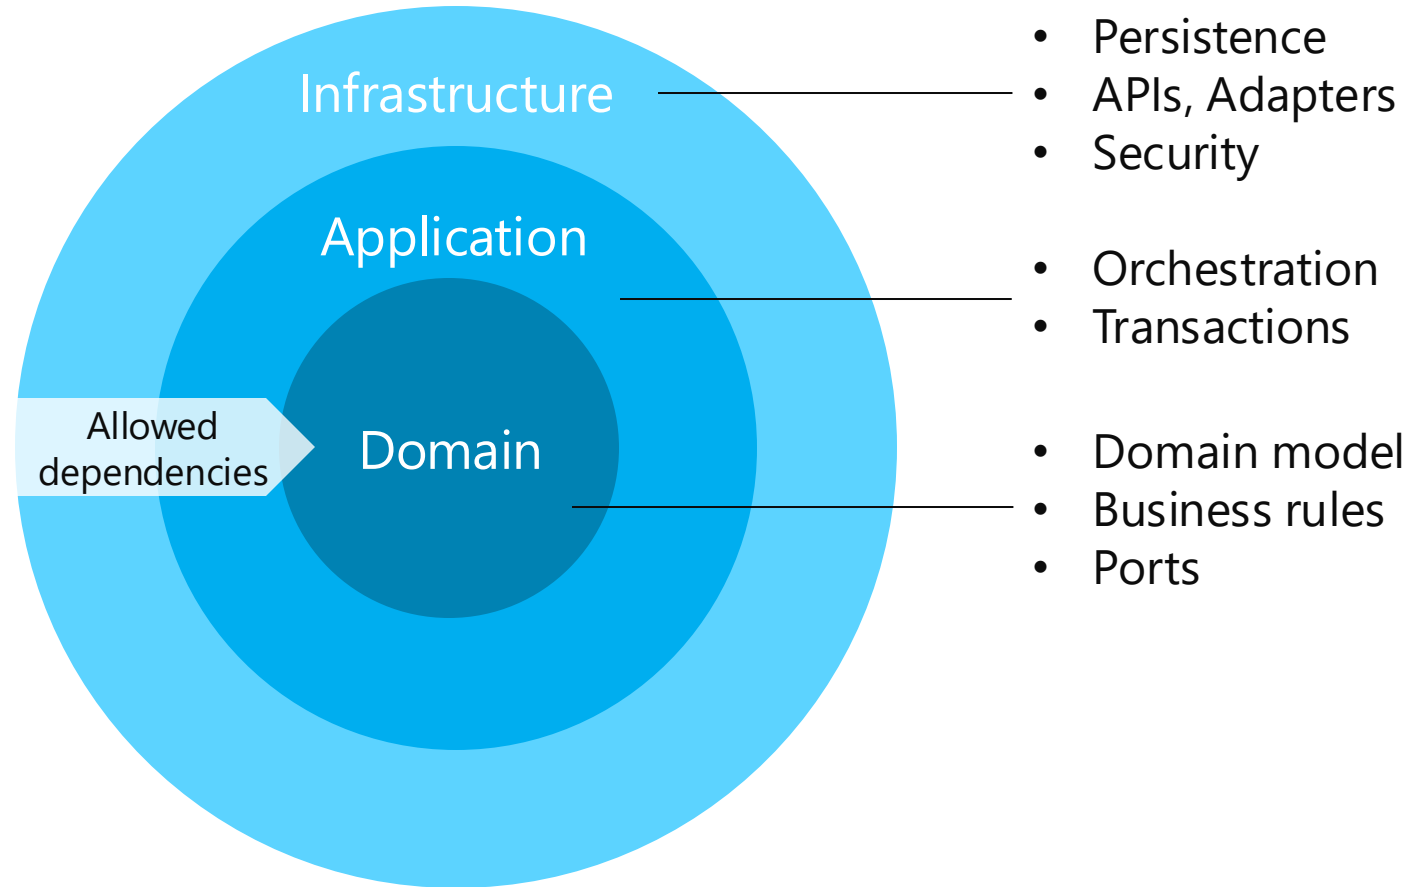 Infrastructure
• Persistence
• APIs, Adapters
• Security
Application
• Orchestration
• Transactions
Allowed
dependencies
Domain
• Domain model
• Business rules
• Ports